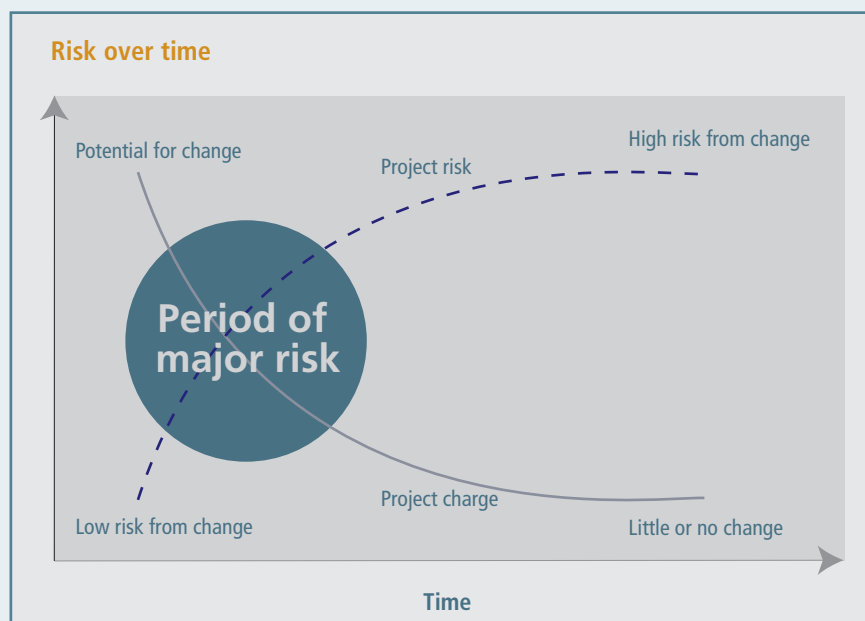 Risk over time
Potential for change
Project risk
High risk from change
Period of
major risk
Low risk from change
Project charge
Little or no change
Time